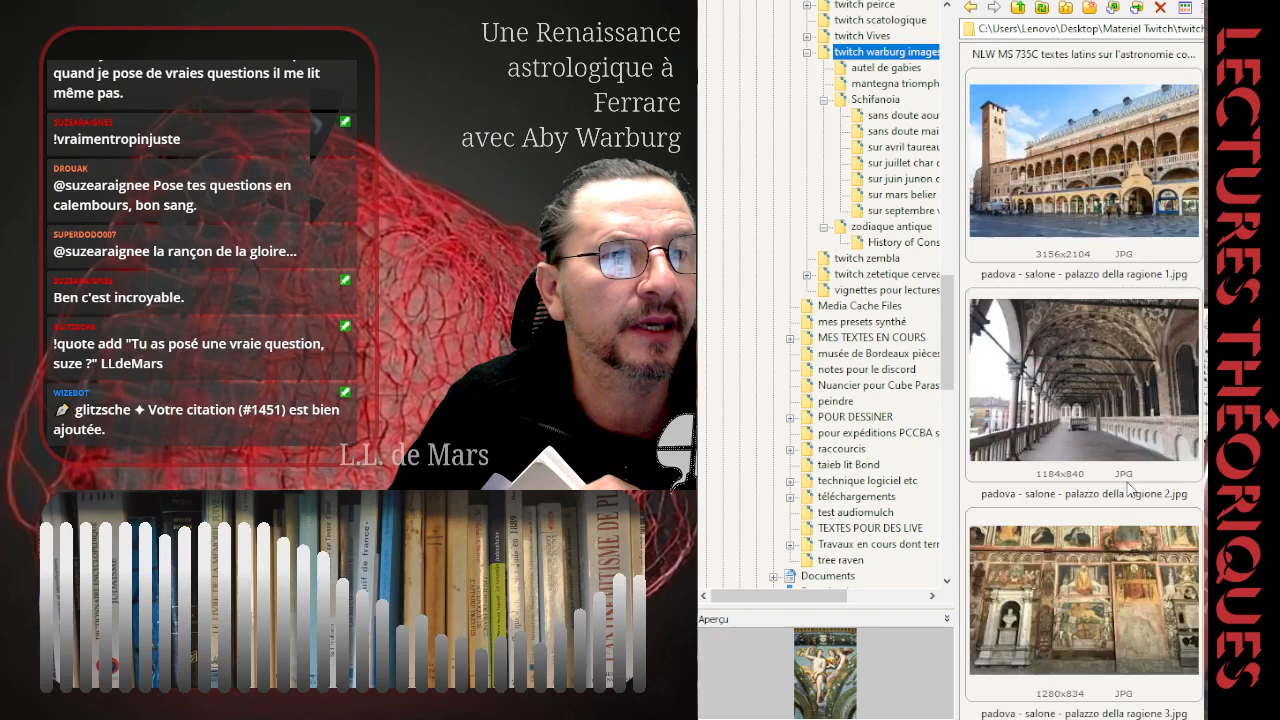 quand je pose de vraies questions il me lit
même pas.
SUZEARAIGNEE
!vraimentropinjuste
DROUAK
@suzearaignee Pose tes questions en
calembours, bon sang.
SUPERDODO007
@suzearaignee la rançon de la gloire...
SUZEARAIGNEE
Ben c'est incroyable.
GLITZSCHE
!quote add "Tu as posé une vraie question,
suze ?" LLdeMars
WIZEBOT
glitzsche ✦ Votre citation (#1451) est bien
ajoutée.
Une Renaissance
astrologique à
Ferrare
avec Aby Warburg
L.L. de Mars
twitch peirce
twitch scatologique
twitch Vives
twitch warburg images
autel de gabies
mantegna triomph
Schifanoia
sans doute aou
sans doute mai
sur avril taureau
sur juillet char c
sur juin junon c
sur mars belier
sur septembre v
zodiaque antique
History of Cons
twitch zembla
twitch zetetique cervea
vignettes pour lectures
Media Cache Files
mes presets synthé
MES TEXTES EN COURS
musée de Bordeaux pièces
notes pour le discord
Nuancier pour Cube Paras
peindre
POUR DESSINER
pour expéditions PCCBA s
raccourcis
taieb lit Bond
technique logiciel etc
téléchargements
test audiomulch
TEXTES POUR DES LIVE
Travaux en cours dont terr
tree raven
Documents
Aperçu
C:\Users\Lenovo\Desktop\Materiel Twitch\twitch
NLW MS 735C textes latins sur l'astronomie co...
3156x2104 JPG
padova - salone - palazzo della ragione 1.jpg
1184x840 JPG
padova - salone - palazzo della ragione 2.jpg
1280x834 JPG
padova - salone - palazzo della ragione 3.jpg
LECTURES THÉORIQUES